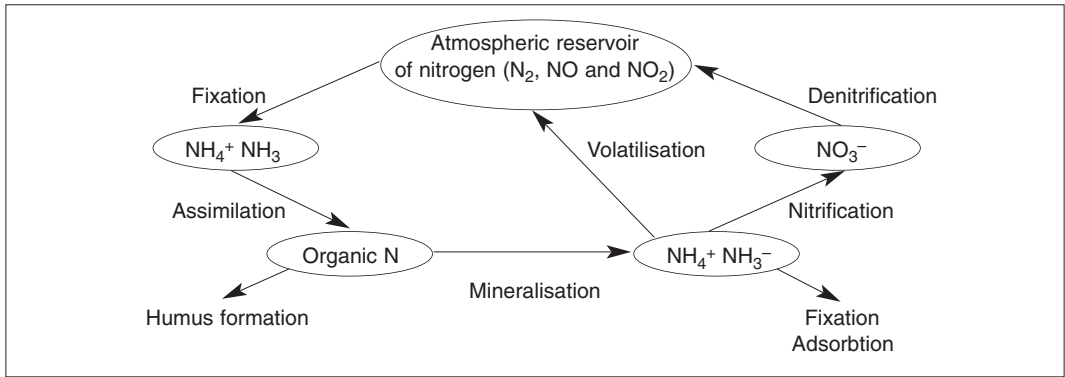 Atmospheric reservoir
of nitrogen (N₂, NO and NO₂)
Fixation
Denitrification
NH₄⁺ NH₃
Volatilisation
NO₃⁻
Assimilation
Nitrification
Organic N
NH₄⁺ NH₃⁻
Mineralisation
Humus formation
Fixation
Adsorbtion